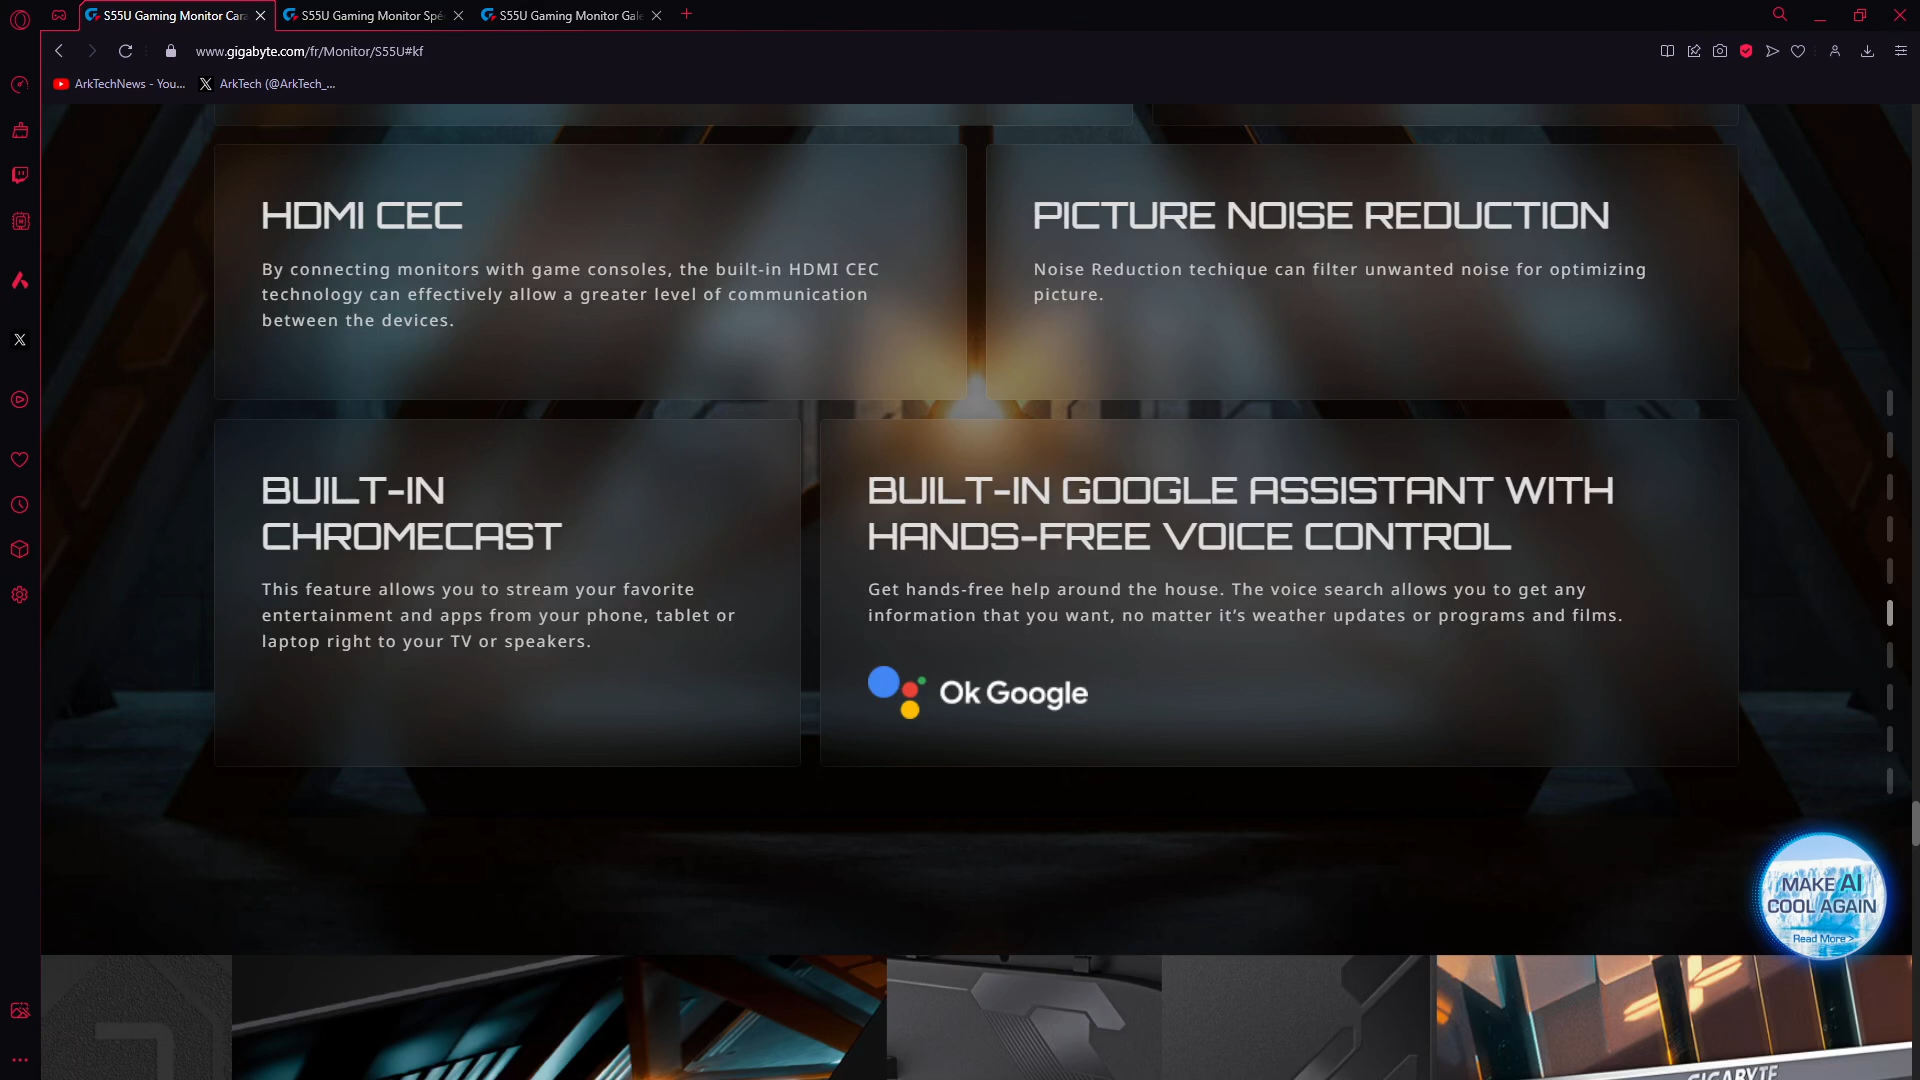 S55U Gaming Monitor Cara
S55U Gaming Monitor Spé
S55U Gaming Monitor Gale
www.gigabyte.com/fr/Monitor/S55U#kf
ArkTechNews - You...
ArkTech (@ArkTech_...
HDMI CEC
By connecting monitors with game consoles, the built-in HDMI CEC
technology can effectively allow a greater level of communication
between the devices.
PICTURE NOISE REDUCTION
Noise Reduction techique can filter unwanted noise for optimizing
picture.
BUILT-IN
CHROMECAST
This feature allows you to stream your favorite
entertainment and apps from your phone, tablet or
laptop right to your TV or speakers.
BUILT-IN GOOGLE ASSISTANT WITH
HANDS-FREE VOICE CONTROL
Get hands-free help around the house. The voice search allows you to get any
information that you want, no matter it’s weather updates or programs and films.
Ok Google
MAKE AI
COOL AGAIN
Read More >
GIGABYTE